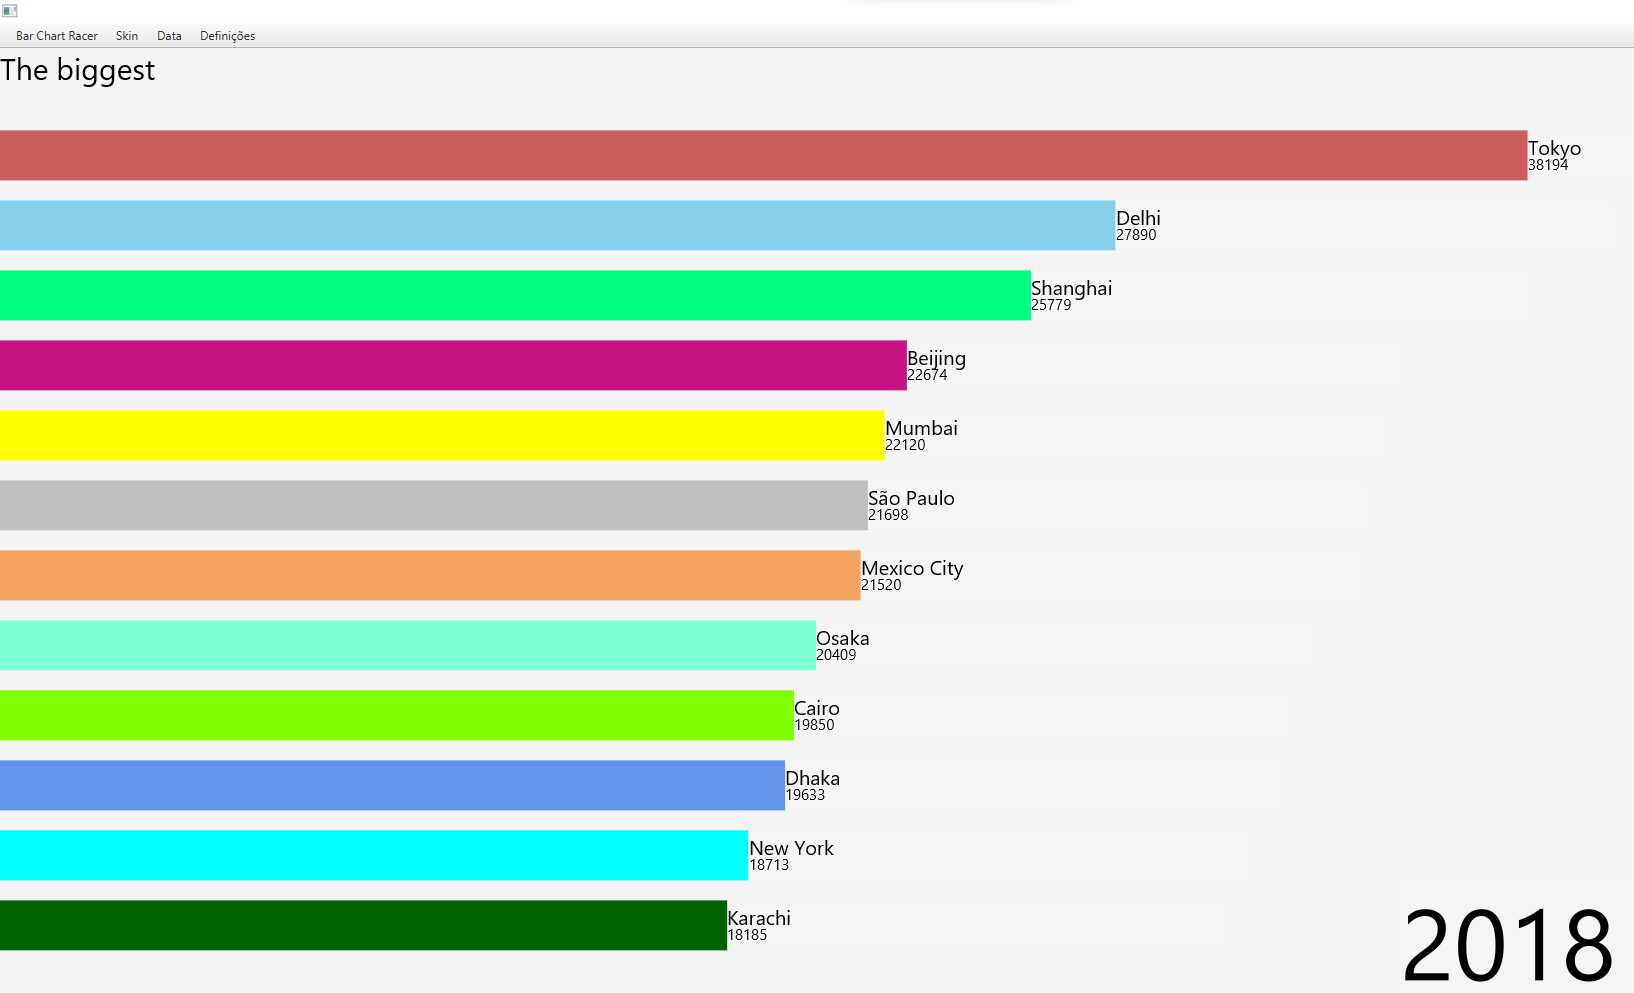 Bar Chart Racer Skin Data Definições
The biggest
Tokyo
38194
Delhi
27890
Shanghai
25779
Beijing
22674
Mumbai
22120
São Paulo
21698
Mexico City
21520
Osaka
20409
Cairo
19850
Dhaka
19633
New York
18713
Karachi
18185
2018